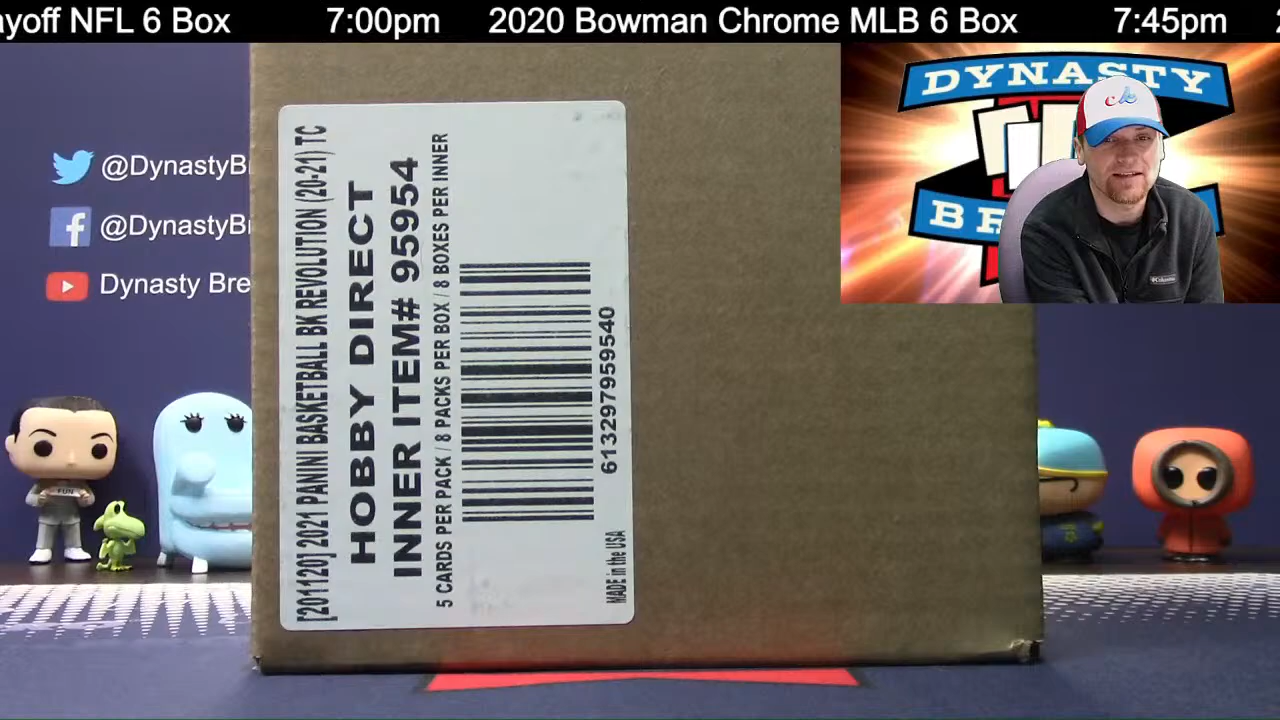 ayoff NFL 6 Box 7:00pm 2020 Bowman Chrome MLB 6 Box 7:45pm
DYNASTY
BR
@DynastyB
@DynastyB
Dynasty Bre
[201120] 2021 PANINI BASKETBALL BK REVOLUTION (20-21) TC
HOBBY DIRECT
INNER ITEM# 95954
5 CARDS PER PACK / 8 PACKS PER BOX / 8 BOXES PER INNER
613297959540
MADE in the USA
FUN
Columbia